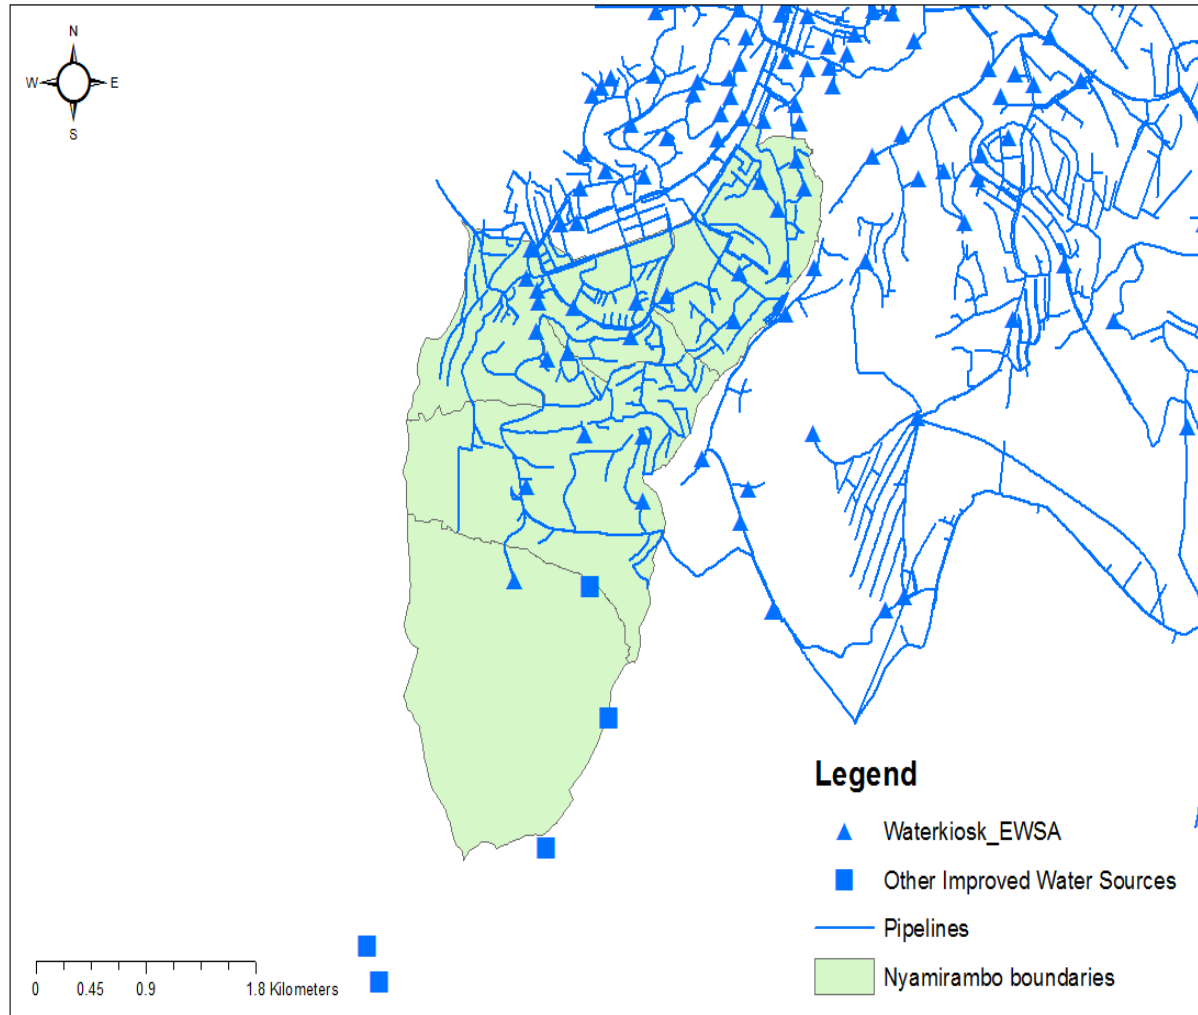 N
W E
S
Legend
Waterkiosk_EWSA
Other Improved Water Sources
Pipelines
Nyamirambo boundaries
0 0.45 0.9 1.8 Kilometers